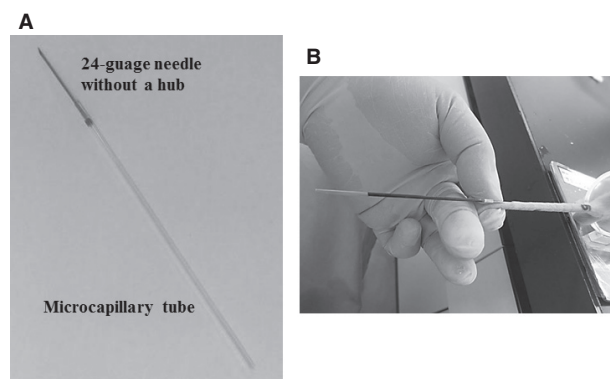 A
24-guage needle
without a hub
Microcapillary tube
B